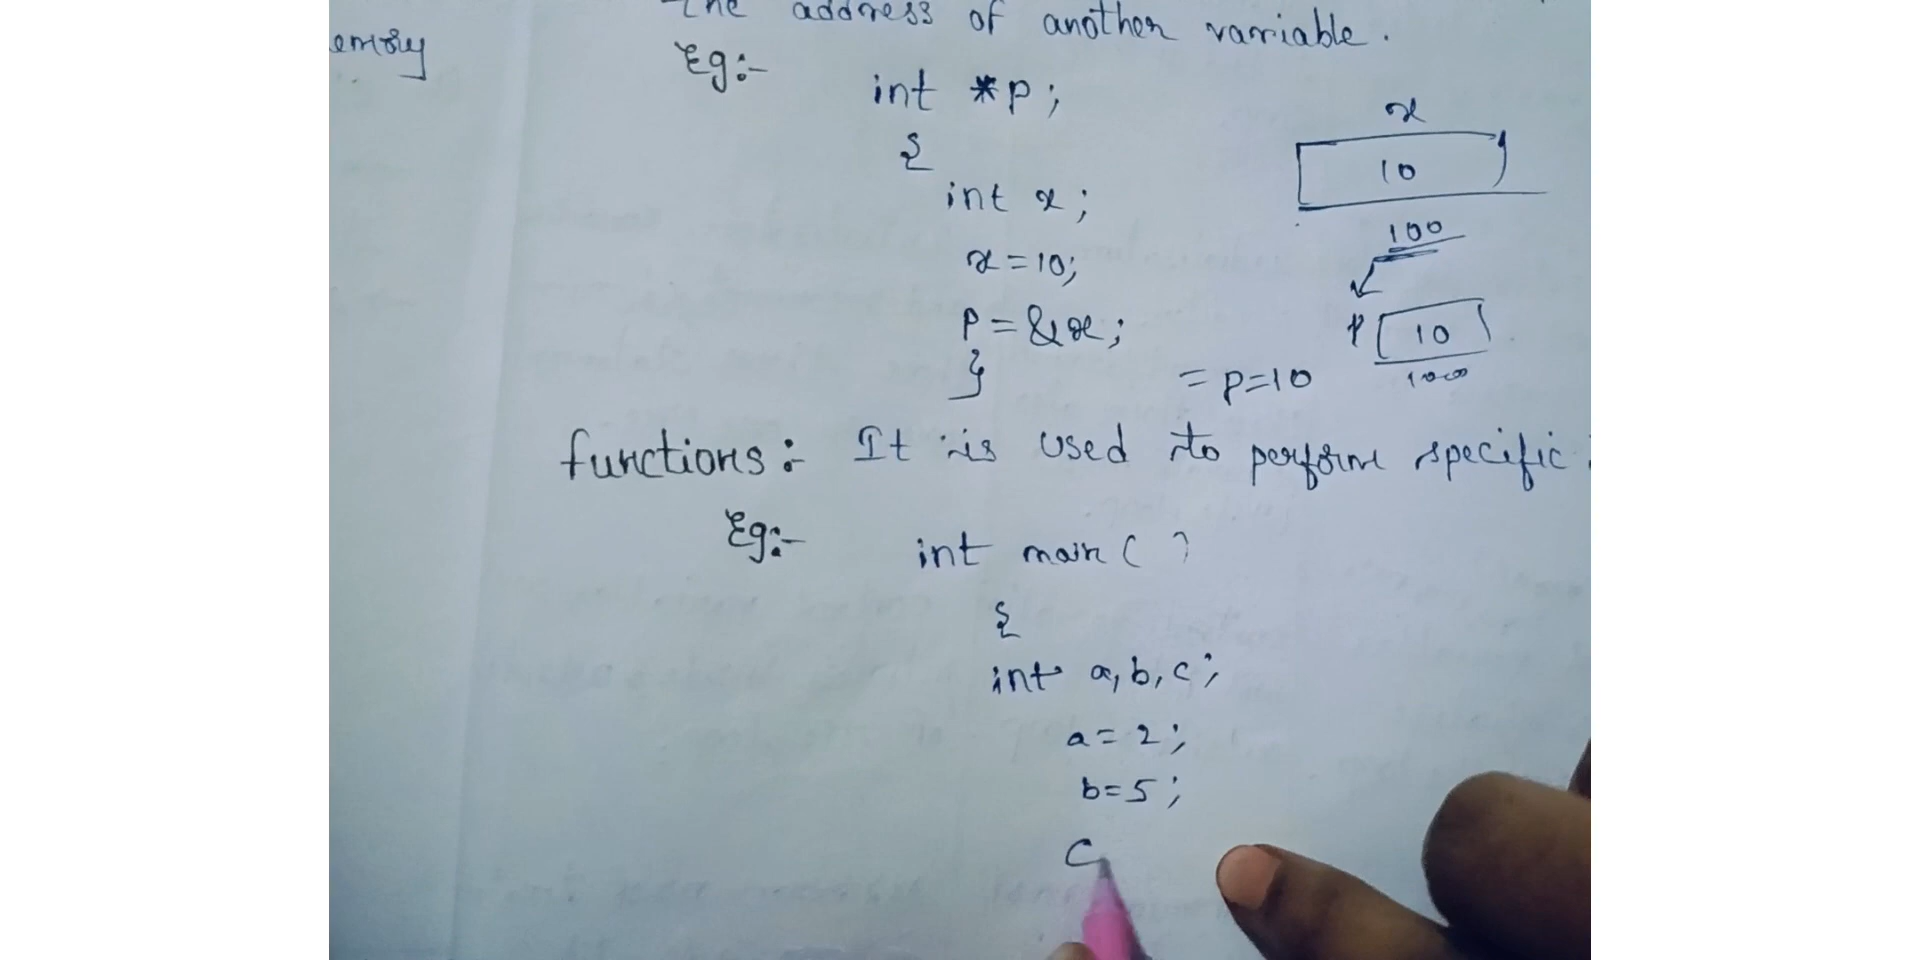 the address of another variable.
emory
Eg:-
int *p;
{
int x;
x=10;
p=&x;
}
x
10
100
p 10
1000
= p=10
functions:- It is used to perform specific
Eg:- int main ( )
{
int a, b, c;
a = 2;
b=5;
c